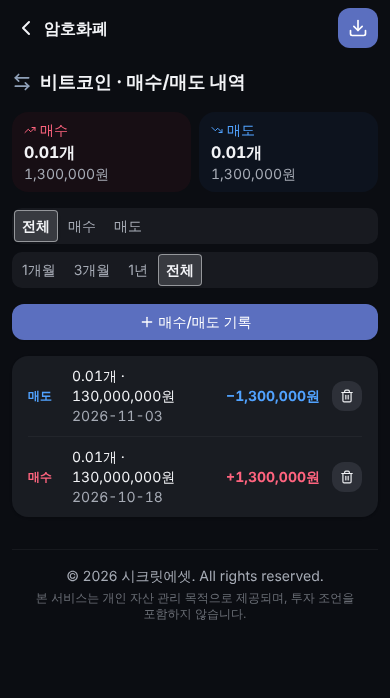 암호화폐
비트코인 · 매수/매도 내역
매수
0.01개
1,300,000원
매도
0.01개
1,300,000원
전체 매수 매도
1개월 3개월 1년 전체
+ 매수/매도 기록
매도
0.01개 ·
130,000,000원
2026-11-03
−1,300,000원
매수
0.01개 ·
130,000,000원
2026-10-18
+1,300,000원
© 2026 시크릿에셋. All rights reserved.
본 서비스는 개인 자산 관리 목적으로 제공되며, 투자 조언을
포함하지 않습니다.